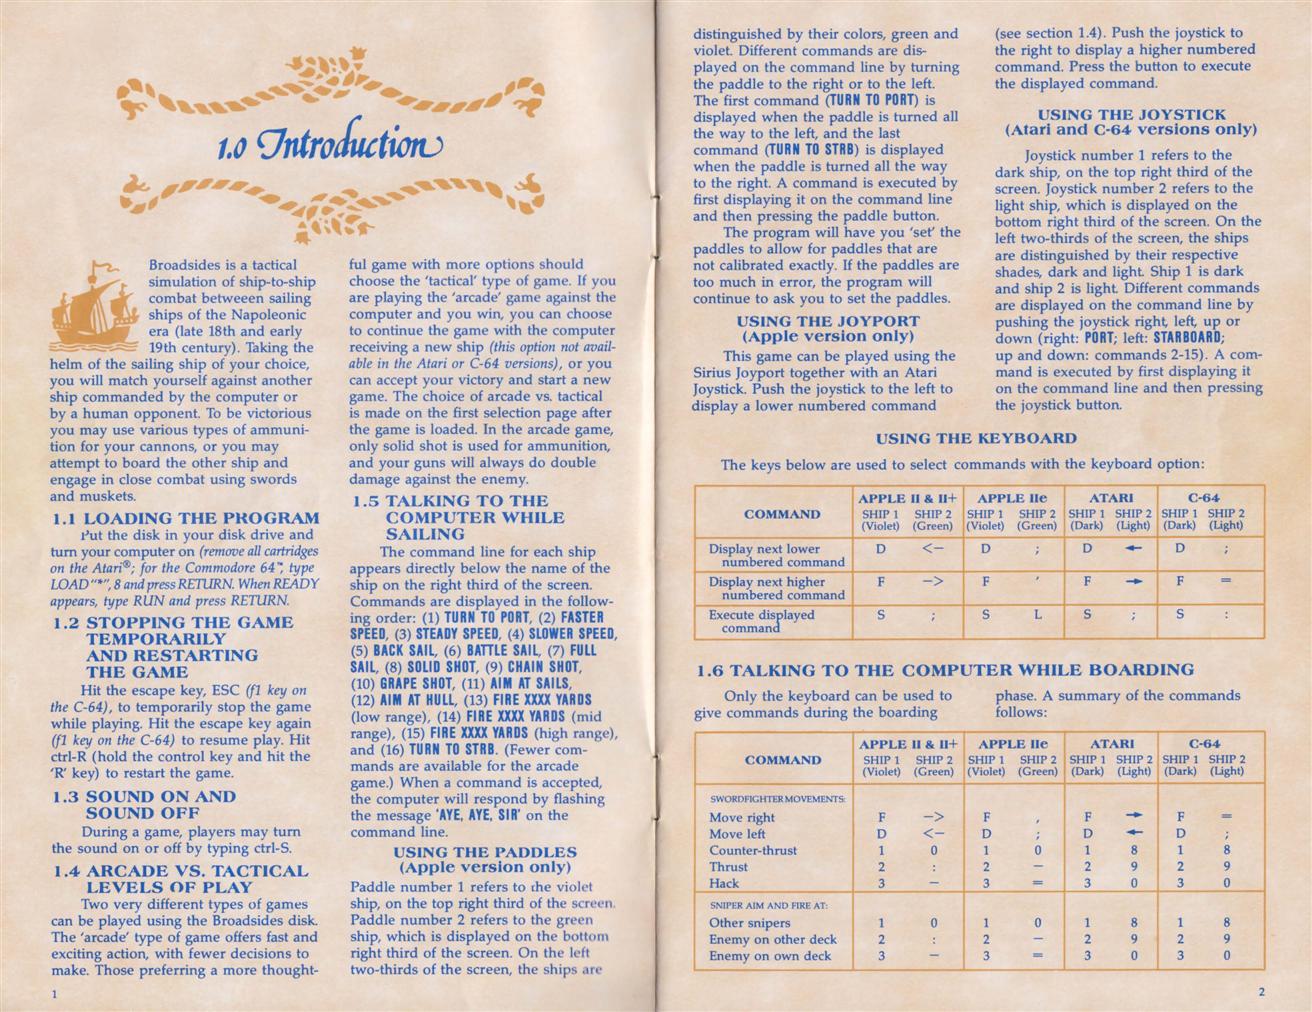 1.0 Introduction
Broadsides is a tactical
simulation of ship-to-ship
combat betweeen sailing
ships of the Napoleonic
era (late 18th and early
19th century). Taking the
helm of the sailing ship of your choice,
you will match yourself against another
ship commanded by the computer or
by a human opponent. To be victorious
you may use various types of ammuni-
tion for your cannons, or you may
attempt to board the other ship and
engage in close combat using swords
and muskets.
1.1 LOADING THE PROGRAM
Put the disk in your disk drive and
turn your computer on (remove all cartridges
on the Atari®; for the Commodore 64™, type
LOAD "*", 8 and press RETURN. When READY
appears, type RUN and press RETURN.
1.2 STOPPING THE GAME
TEMPORARILY
AND RESTARTING
THE GAME
Hit the escape key, ESC (f1 key on
the C-64), to temporarily stop the game
while playing. Hit the escape key again
(f1 key on the C-64) to resume play. Hit
ctrl-R (hold the control key and hit the
'R' key) to restart the game.
1.3 SOUND ON AND
SOUND OFF
During a game, players may turn
the sound on or off by typing ctrl-S.
1.4 ARCADE VS. TACTICAL
LEVELS OF PLAY
Two very different types of games
can be played using the Broadsides disk.
The 'arcade' type of game offers fast and
exciting action, with fewer decisions to
make. Those preferring a more thought-
1
ful game with more options should
choose the 'tactical' type of game. If you
are playing the 'arcade' game against the
computer and you win, you can choose
to continue the game with the computer
receiving a new ship (this option not avail-
able in the Atari or C-64 versions), or you
can accept your victory and start a new
game. The choice of arcade vs. tactical
is made on the first selection page after
the game is loaded. In the arcade game,
only solid shot is used for ammunition,
and your guns will always do double
damage against the enemy.
1.5 TALKING TO THE
COMPUTER WHILE
SAILING
The command line for each ship
appears directly below the name of the
ship on the right third of the screen.
Commands are displayed in the follow-
ing order: (1) TURN TO PORT, (2) FASTER
SPEED, (3) STEADY SPEED, (4) SLOWER SPEED,
(5) BACK SAIL, (6) BATTLE SAIL, (7) FULL
SAIL, (8) SOLID SHOT, (9) CHAIN SHOT,
(10) GRAPE SHOT, (11) AIM AT SAILS,
(12) AIM AT HULL, (13) FIRE XXXX YARDS
(low range), (14) FIRE XXXX YARDS (mid
range), (15) FIRE XXXX YARDS (high range),
and (16) TURN TO STRB. (Fewer com-
mands are available for the arcade
game.) When a command is accepted,
the computer will respond by flashing
the message 'AYE, AYE, SIR' on the
command line.
USING THE PADDLES
(Apple version only)
Paddle number 1 refers to the violet
ship, on the top right third of the screen.
Paddle number 2 refers to the green
ship, which is displayed on the bottom
right third of the screen. On the left
two-thirds of the screen, the ships are
distinguished by their colors, green and
violet. Different commands are dis-
played on the command line by turning
the paddle to the right or to the left.
The first command (TURN TO PORT) is
displayed when the paddle is turned all
the way to the left, and the last
command (TURN TO STRB) is displayed
when the paddle is turned all the way
to the right. A command is executed by
first displaying it on the command line
and then pressing the paddle button.
The program will have you 'set' the
paddles to allow for paddles that are
not calibrated exactly. If the paddles are
too much in error, the program will
continue to ask you to set the paddles.
USING THE JOYPORT
(Apple version only)
This game can be played using the
Sirius Joyport together with an Atari
Joystick. Push the joystick to the left to
display a lower numbered command
(see section 1.4). Push the joystick to
the right to display a higher numbered
command. Press the button to execute
the displayed command.
USING THE JOYSTICK
(Atari and C-64 versions only)
Joystick number 1 refers to the
dark ship, on the top right third of the
screen. Joystick number 2 refers to the
light ship, which is displayed on the
bottom right third of the screen. On the
left two-thirds of the screen, the ships
are distinguished by their respective
shades, dark and light. Ship 1 is dark
and ship 2 is light. Different commands
are displayed on the command line by
pushing the joystick right, left, up or
down (right: PORT; left: STARBOARD;
up and down: commands 2-15). A com-
mand is executed by first displaying it
on the command line and then pressing
the joystick button.
USING THE KEYBOARD
The keys below are used to select commands with the keyboard option:
COMMAND APPLE II & II+ APPLE IIe ATARI C-64
SHIP 1 SHIP 2 SHIP 1 SHIP 2 SHIP 1 SHIP 2 SHIP 1 SHIP 2
(Violet) (Green) (Violet) (Green) (Dark) (Light) (Dark) (Light)
Display next lower D <- D ; D ← D ;
numbered command
Display next higher F -> F ' F → F =
numbered command
Execute displayed S ; S L S ; S :
command
1.6 TALKING TO THE COMPUTER WHILE BOARDING
Only the keyboard can be used to
give commands during the boarding
phase. A summary of the commands
follows:
COMMAND APPLE II & II+ APPLE IIe ATARI C-64
SHIP 1 SHIP 2 SHIP 1 SHIP 2 SHIP 1 SHIP 2 SHIP 1 SHIP 2
(Violet) (Green) (Violet) (Green) (Dark) (Light) (Dark) (Light)
SWORDFIGHTER MOVEMENTS:
Move right F -> F , F → F =
Move left D <- D ; D ← D ;
Counter-thrust 1 0 1 0 1 8 1 8
Thrust 2 : 2 – 2 9 2 9
Hack 3 – 3 = 3 0 3 0
SNIPER AIM AND FIRE AT:
Other snipers 1 0 1 0 1 8 1 8
Enemy on other deck 2 : 2 – 2 9 2 9
Enemy on own deck 3 – 3 = 3 0 3 0
2